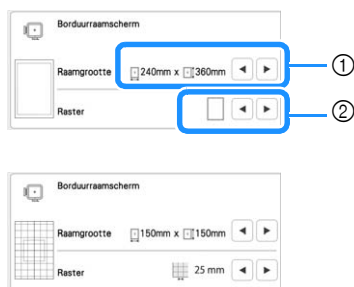 Borduurraamscherm
Raamgrootte 240mm x 360mm ①
Raster ②
Borduurraamscherm
Raamgrootte 150mm x 150mm
Raster 25 mm